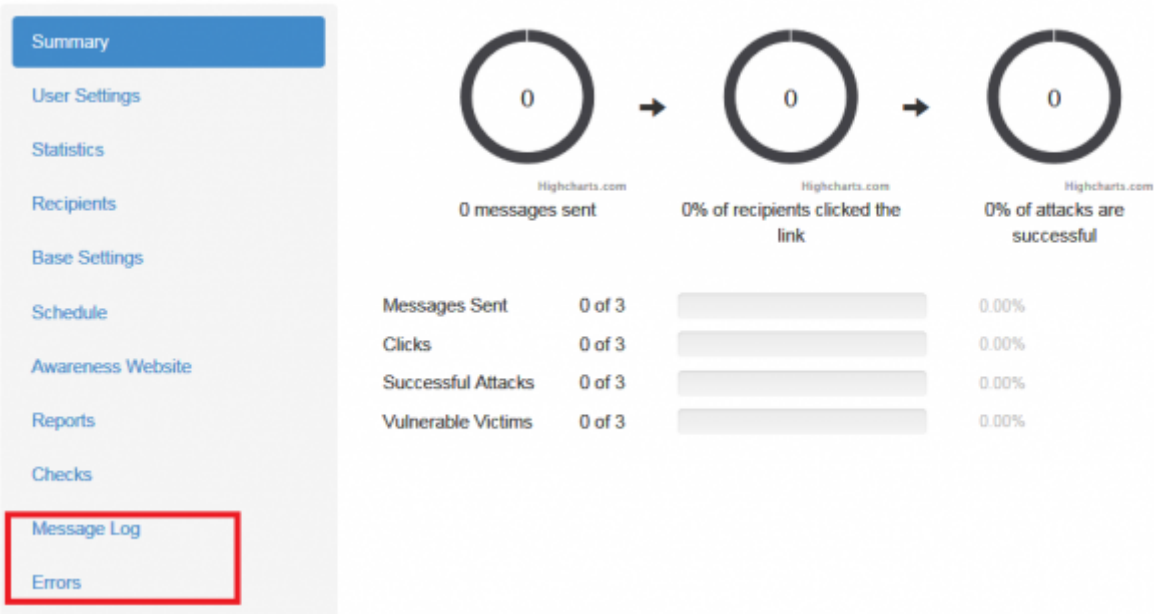 Summary
User Settings
Statistics
Recipients
Base Settings
Schedule
Awareness Website
Reports
Checks
Message Log
Errors
0
0
0
Highcharts.com
Highcharts.com
Highcharts.com
0 messages sent
0% of recipients clicked the
link
0% of attacks are
successful
Messages Sent 0 of 3 0.00%
Clicks 0 of 3 0.00%
Successful Attacks 0 of 3 0.00%
Vulnerable Victims 0 of 3 0.00%